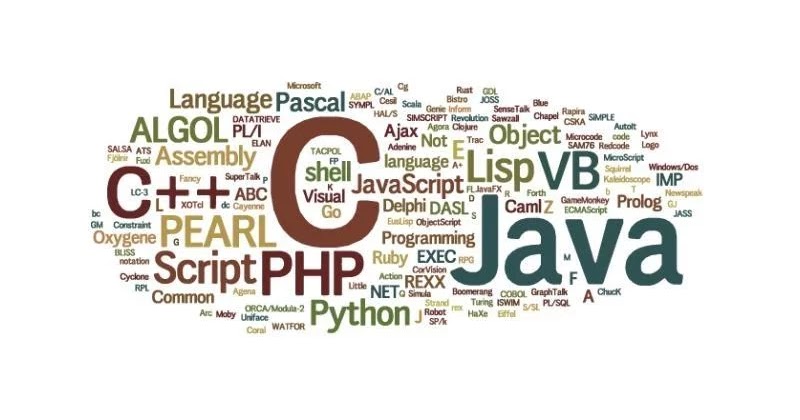 Microsoft
Cg
Language
Pascal
ABAP
C/AL
Rust
GOL
SYMPL
Cesil
Scala
Bistro
JOSS
Genie
Inform
SenseTalk
Blue
DATATRIEVE
HAL/S
SIMSCRIPT
Revolution
Sawzall
Chapel
Rapira
CSKA
SiMPLE
ALGOL
PL/I
C
Ajax
Agora
Clojure
Object
AutoIt
ELAN
TACPOL
Adenine
Not
Trac
Microcode
code
Lynx
SALSA
ATS
E
SAM76
Redcode
Logo
Fjölnir
Fuxi
Assembly
FP
language
A+
Lisp
VB
MicroScript
shell
Squirrel
Windows/Dos
Fancy
SuperTalk
P
Kaleidoscope
IMP
C++
LC-3
K
JavaScript
FL
JavaFX
R
Forth
b
T
Newspeak
ABC
Visual
D
GameMonkey
Prolog
GJ
L
XOTcl
dc
Cayenne
Go
Delphi
DASL
Caml
Z
ECMAScript
JASS
bc
S
GM
Constraint
PEARL
EusLisp
ObjectScript
Java
Oxygene
G
Programming
BLISS
notation
Script
PHP
Ruby
EXEC
RPG
M
CorVision
Cyclone
Action
REXX
F
RPL
Common
Agena
Little
NET
Q
Simula
Boomerang
COBOL
GraphTalk
A
ChucK
Turing
ISWIM
S/SL
PL/SQL
ORCA/Modula-2
Python
Strand
rex
Arc
Moby
Uniface
J
Robot
HaXe
Eiffel
Coral
WATFOR
SP/k